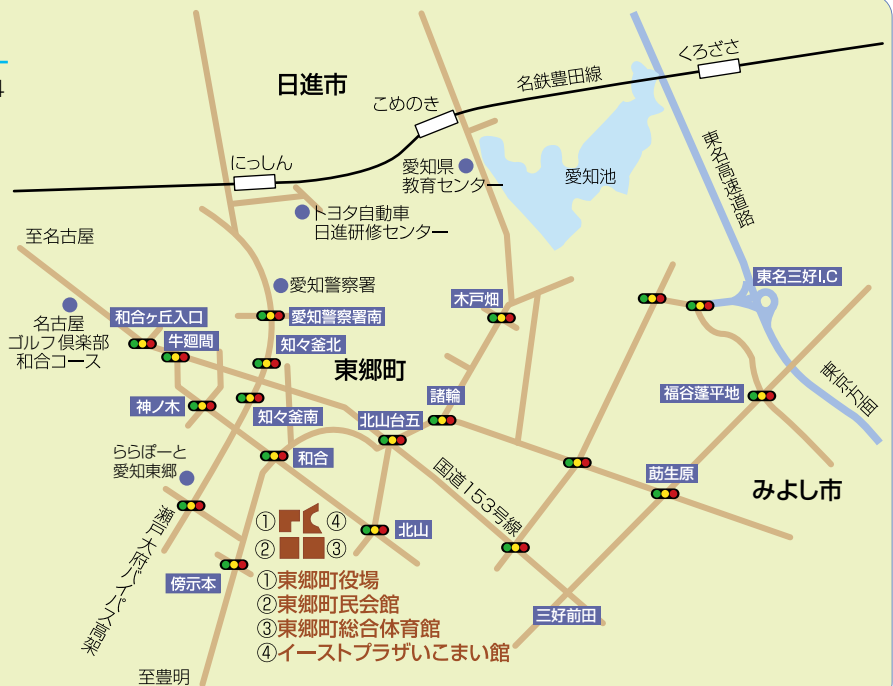 4
日進市
くろざさ
名鉄豊田線
こめのき
にっしん
愛知県
教育センター
愛知池
東名高速道路
トヨタ自動車
日進研修センター
至名古屋
愛知警察署
東名三好I.C
木戸畑
和合ヶ丘入口
愛知警察署南
名古屋
ゴルフ倶楽部
和合コース
牛廻間
知々釜北
東郷町
東京方面
神ノ木
知々釜南
北山台五
諸輪
福谷蓬平地
ららぽーと
愛知東郷
和合
国道153号線
莇生原
みよし市
瀬戸大府バイパス高架
① ④
② ③
北山
傍示本
①東郷町役場
②東郷町民会館
③東郷町総合体育館
④イーストプラザいこまい館
三好前田
至豊明